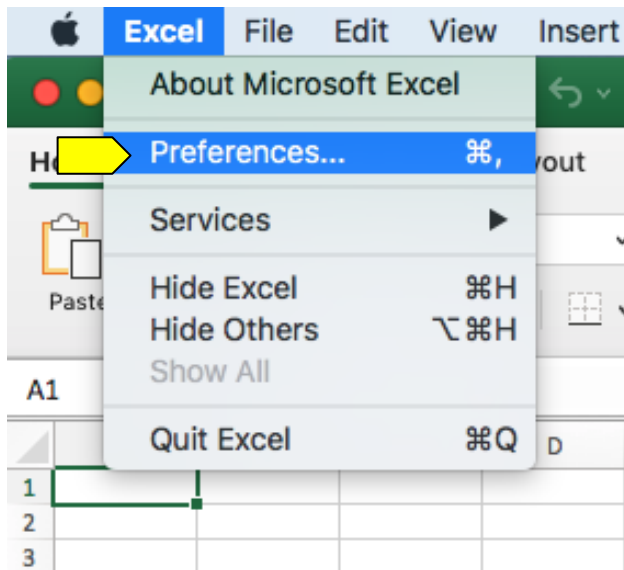 Excel File Edit View Insert
About Microsoft Excel
Preferences... ⌘,
Services ▶
Hide Excel ⌘H
Paste
Hide Others ⌥⌘H
Show All
A1
Quit Excel ⌘Q
D
1
2
3